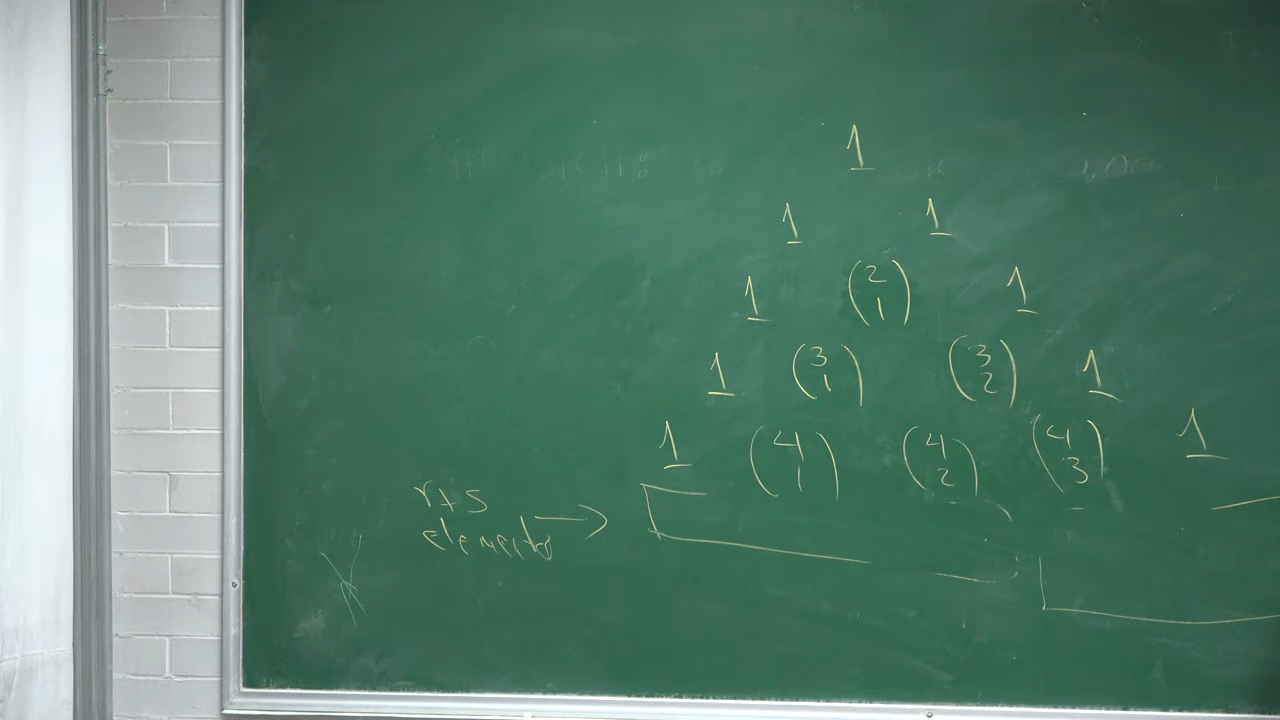 1
1 1
1 (2 1) 1
1 (3 1) (3 2) 1
1 (4 1) (4 2) (4 3) 1
r+s
elementos →